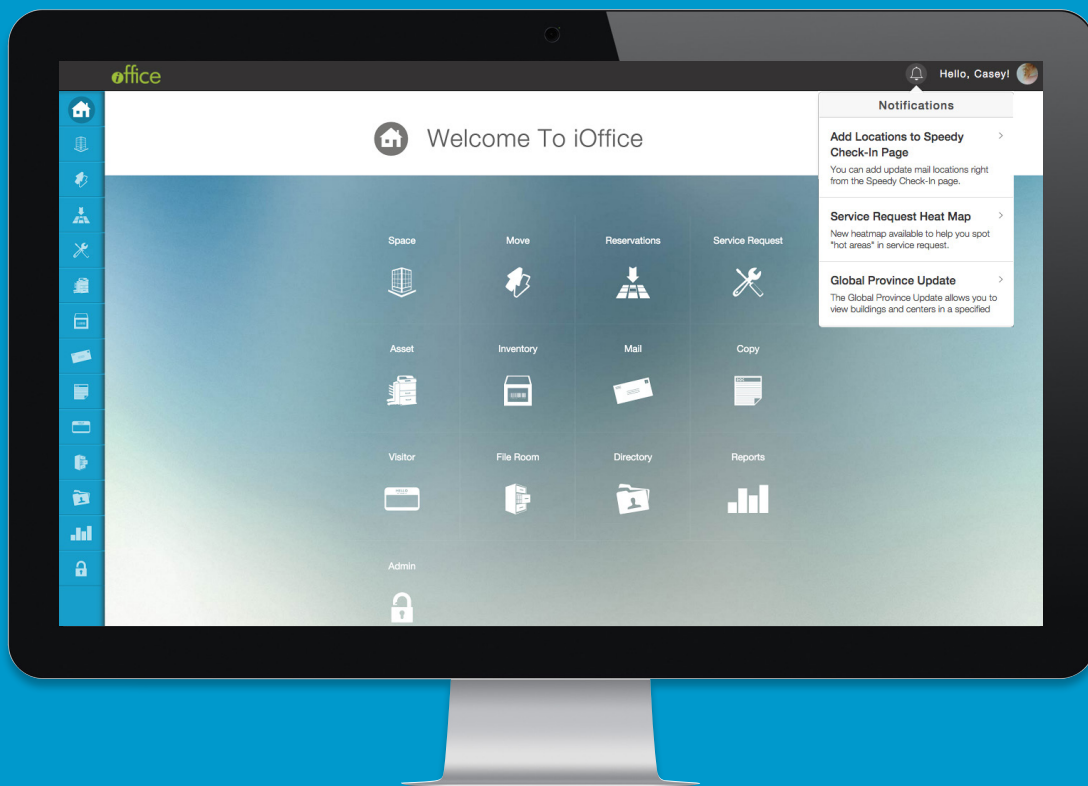 iOffice
Hello, Casey!
Welcome To iOffice
Notifications
Add Locations to Speedy
Check-In Page
You can add update mail locations right
from the Speedy Check-In page.
Service Request Heat Map
New heatmap available to help you spot
"hot areas" in service request.
Global Province Update
The Global Province Update allows you to
view buildings and centers in a specified
Space
Move
Reservations
Service Request
Asset
Inventory
Mail
Copy
Visitor
File Room
Directory
Reports
HELLO
Admin